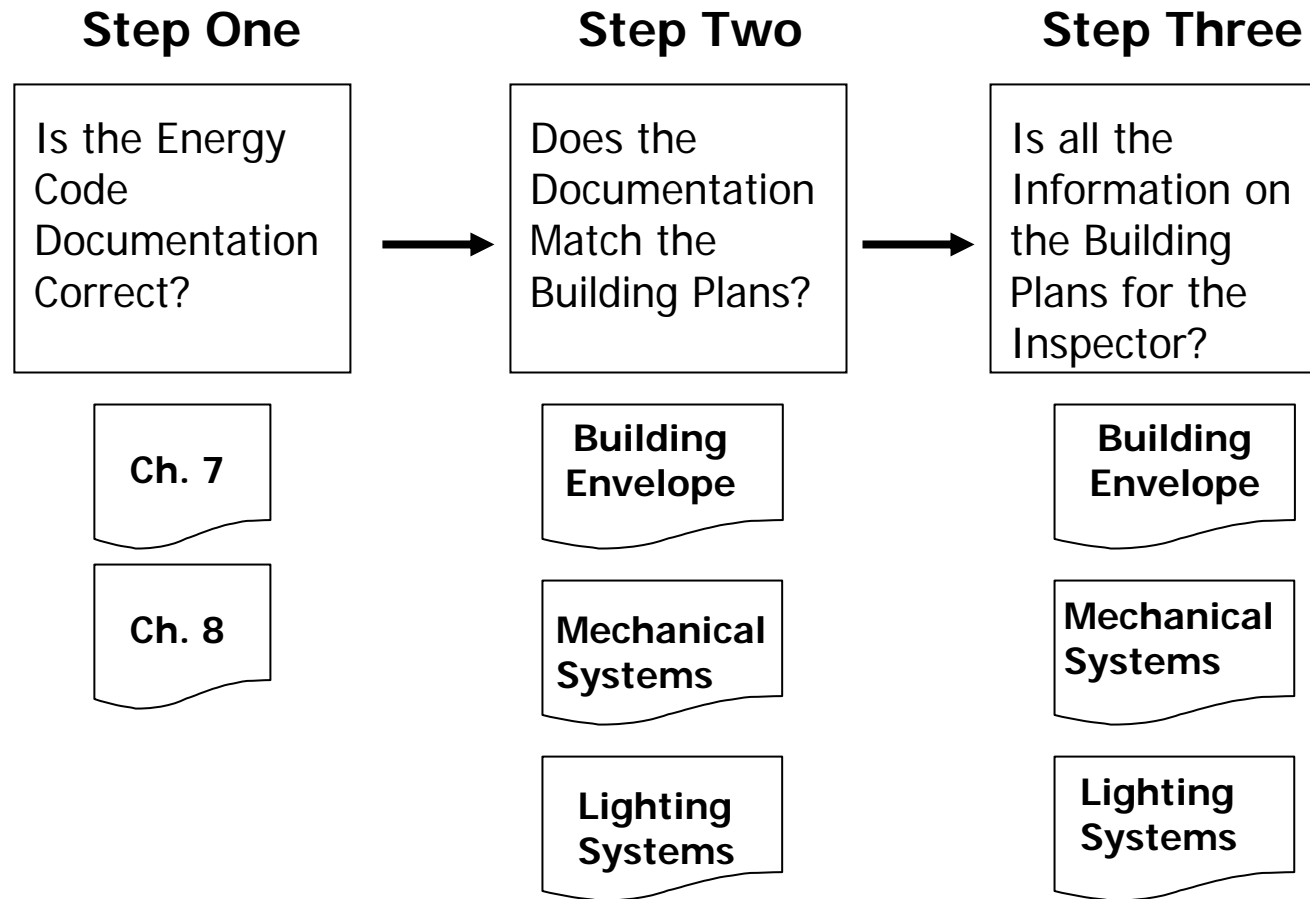 Step One
Step Two
Step Three
Is the Energy
Code
Documentation
Correct?
Does the
Documentation
Match the
Building Plans?
Is all the
Information on
the Building
Plans for the
Inspector?
Ch. 7
Ch. 8
Building
Envelope
Mechanical
Systems
Lighting
Systems
Building
Envelope
Mechanical
Systems
Lighting
Systems